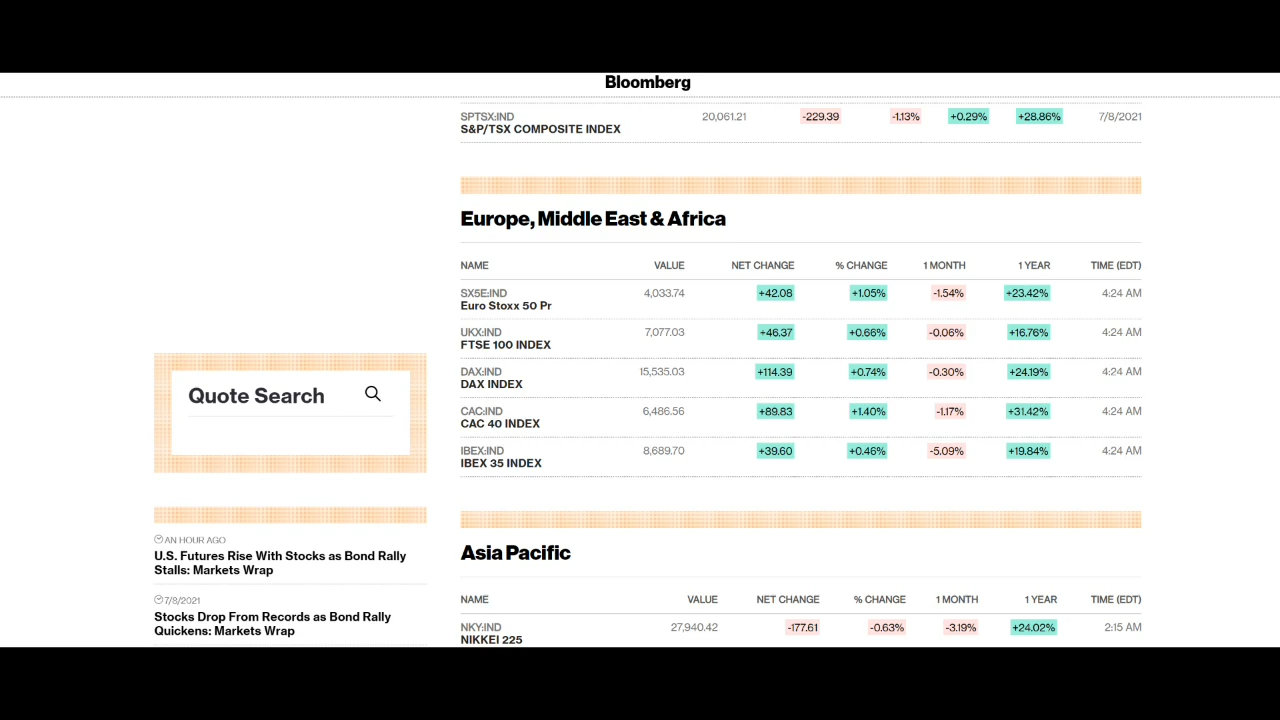 Bloomberg
SPTSX:IND 20,061.21 -229.39 -1.13% +0.29% +28.86% 7/8/2021
S&P/TSX COMPOSITE INDEX
Europe, Middle East & Africa
NAME VALUE NET CHANGE % CHANGE 1 MONTH 1 YEAR TIME (EDT)
SX5E:IND 4,033.74 +42.08 +1.05% -1.54% +23.42% 4:24 AM
Euro Stoxx 50 Pr
UKX:IND 7,077.03 +46.37 +0.66% -0.06% +16.76% 4:24 AM
FTSE 100 INDEX
DAX:IND 15,535.03 +114.39 +0.74% -0.30% +24.19% 4:24 AM
DAX INDEX
CAC:IND 6,486.56 +89.83 +1.40% -1.17% +31.42% 4:24 AM
CAC 40 INDEX
IBEX:IND 8,689.70 +39.60 +0.46% -5.09% +19.84% 4:24 AM
IBEX 35 INDEX
Asia Pacific
NAME VALUE NET CHANGE % CHANGE 1 MONTH 1 YEAR TIME (EDT)
NKY:IND 27,940.42 -177.61 -0.63% -3.19% +24.02% 2:15 AM
NIKKEI 225
Quote Search
AN HOUR AGO
U.S. Futures Rise With Stocks as Bond Rally
Stalls: Markets Wrap
7/8/2021
Stocks Drop From Records as Bond Rally
Quickens: Markets Wrap